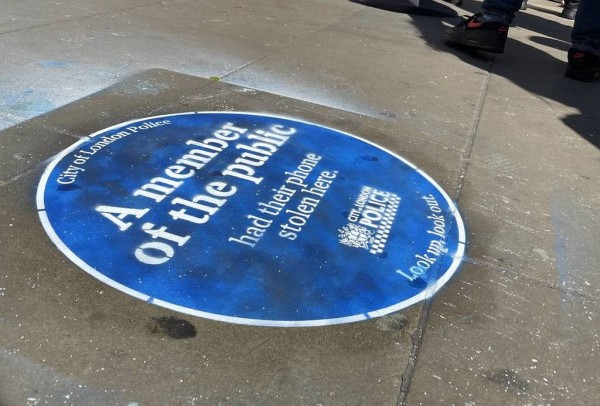 City of London Police
A member
of the public
had their phone
stolen here.
CITY OF LONDON
POLICE
Look up, look out.